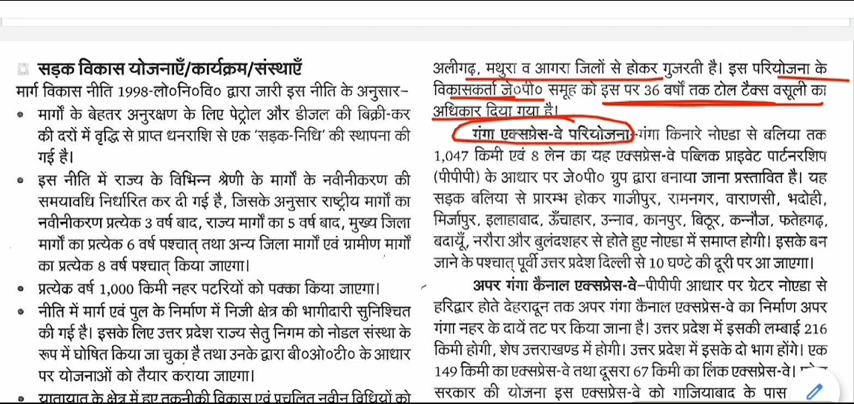 सड़क विकास योजनाएँ/कार्यक्रम/संस्थाएँ
मार्ग विकास नीति 1998-लो०नि०वि० द्वारा जारी इस नीति के अनुसार–
• मार्गों के बेहतर अनुरक्षण के लिए पेट्रोल और डीजल की बिक्री-कर
की दरों में वृद्धि से प्राप्त धनराशि से एक 'सड़क-निधि' की स्थापना की
गई है।
• इस नीति में राज्य के विभिन्न श्रेणी के मार्गों के नवीनीकरण की
समयावधि निर्धारित कर दी गई है, जिसके अनुसार राष्ट्रीय मार्गों का
नवीनीकरण प्रत्येक 3 वर्ष बाद, राज्य मार्गों का 5 वर्ष बाद, मुख्य जिला
मार्गों का प्रत्येक 6 वर्ष पश्चात् तथा अन्य जिला मार्गों एवं ग्रामीण मार्गों
का प्रत्येक 8 वर्ष पश्चात् किया जाएगा।
• प्रत्येक वर्ष 1,000 किमी नहर पटरियों को पक्का किया जाएगा।
• नीति में मार्ग एवं पुल के निर्माण में निजी क्षेत्र की भागीदारी सुनिश्चित
की गई है। इसके लिए उत्तर प्रदेश राज्य सेतु निगम को नोडल संस्था के
रूप में घोषित किया जा चुका है तथा उनके द्वारा बी०ओ०टी० के आधार
पर योजनाओं को तैयार कराया जाएगा।
• यातायात के क्षेत्र में हुए तकनीकी विकास एवं प्रचलित नवीन विधियों को
अलीगढ़, मथुरा व आगरा जिलों से होकर गुजरती है। इस परियोजना के
विकासकर्ता जे०पी० समूह को इस पर 36 वर्षों तक टोल टैक्स वसूली का
अधिकार दिया गया है।
गंगा एक्सप्रेस-वे परियोजना-गंगा किनारे नोएडा से बलिया तक
1,047 किमी एवं 8 लेन का यह एक्सप्रेस-वे पब्लिक प्राइवेट पार्टनरशिप
(पीपीपी) के आधार पर जे०पी० ग्रुप द्वारा बनाया जाना प्रस्तावित है। यह
सड़क बलिया से प्रारम्भ होकर गाजीपुर, रामनगर, वाराणसी, भदोही,
मिर्जापुर, इलाहाबाद, ऊँचाहार, उन्नाव, कानपुर, बिठूर, कन्नौज, फतेहगढ़,
बदायूँ, नरौरा और बुलंदशहर से होते हुए नोएडा में समाप्त होगी। इसके बन
जाने के पश्चात् पूर्वी उत्तर प्रदेश दिल्ली से 10 घण्टे की दूरी पर आ जाएगा।
अपर गंगा कैनाल एक्सप्रेस-वे–पीपीपी आधार पर ग्रेटर नोएडा से
हरिद्वार होते देहरादून तक अपर गंगा कैनाल एक्सप्रेस-वे का निर्माण अपर
गंगा नहर के दायें तट पर किया जाना है। उत्तर प्रदेश में इसकी लम्बाई 216
किमी होगी, शेष उत्तराखण्ड में होगी। उत्तर प्रदेश में इसके दो भाग होंगे। एक
149 किमी का एक्सप्रेस-वे तथा दूसरा 67 किमी का लिंक एक्सप्रेस-वे।
सरकार की योजना इस एक्सप्रेस-वे को गाजियाबाद के पास